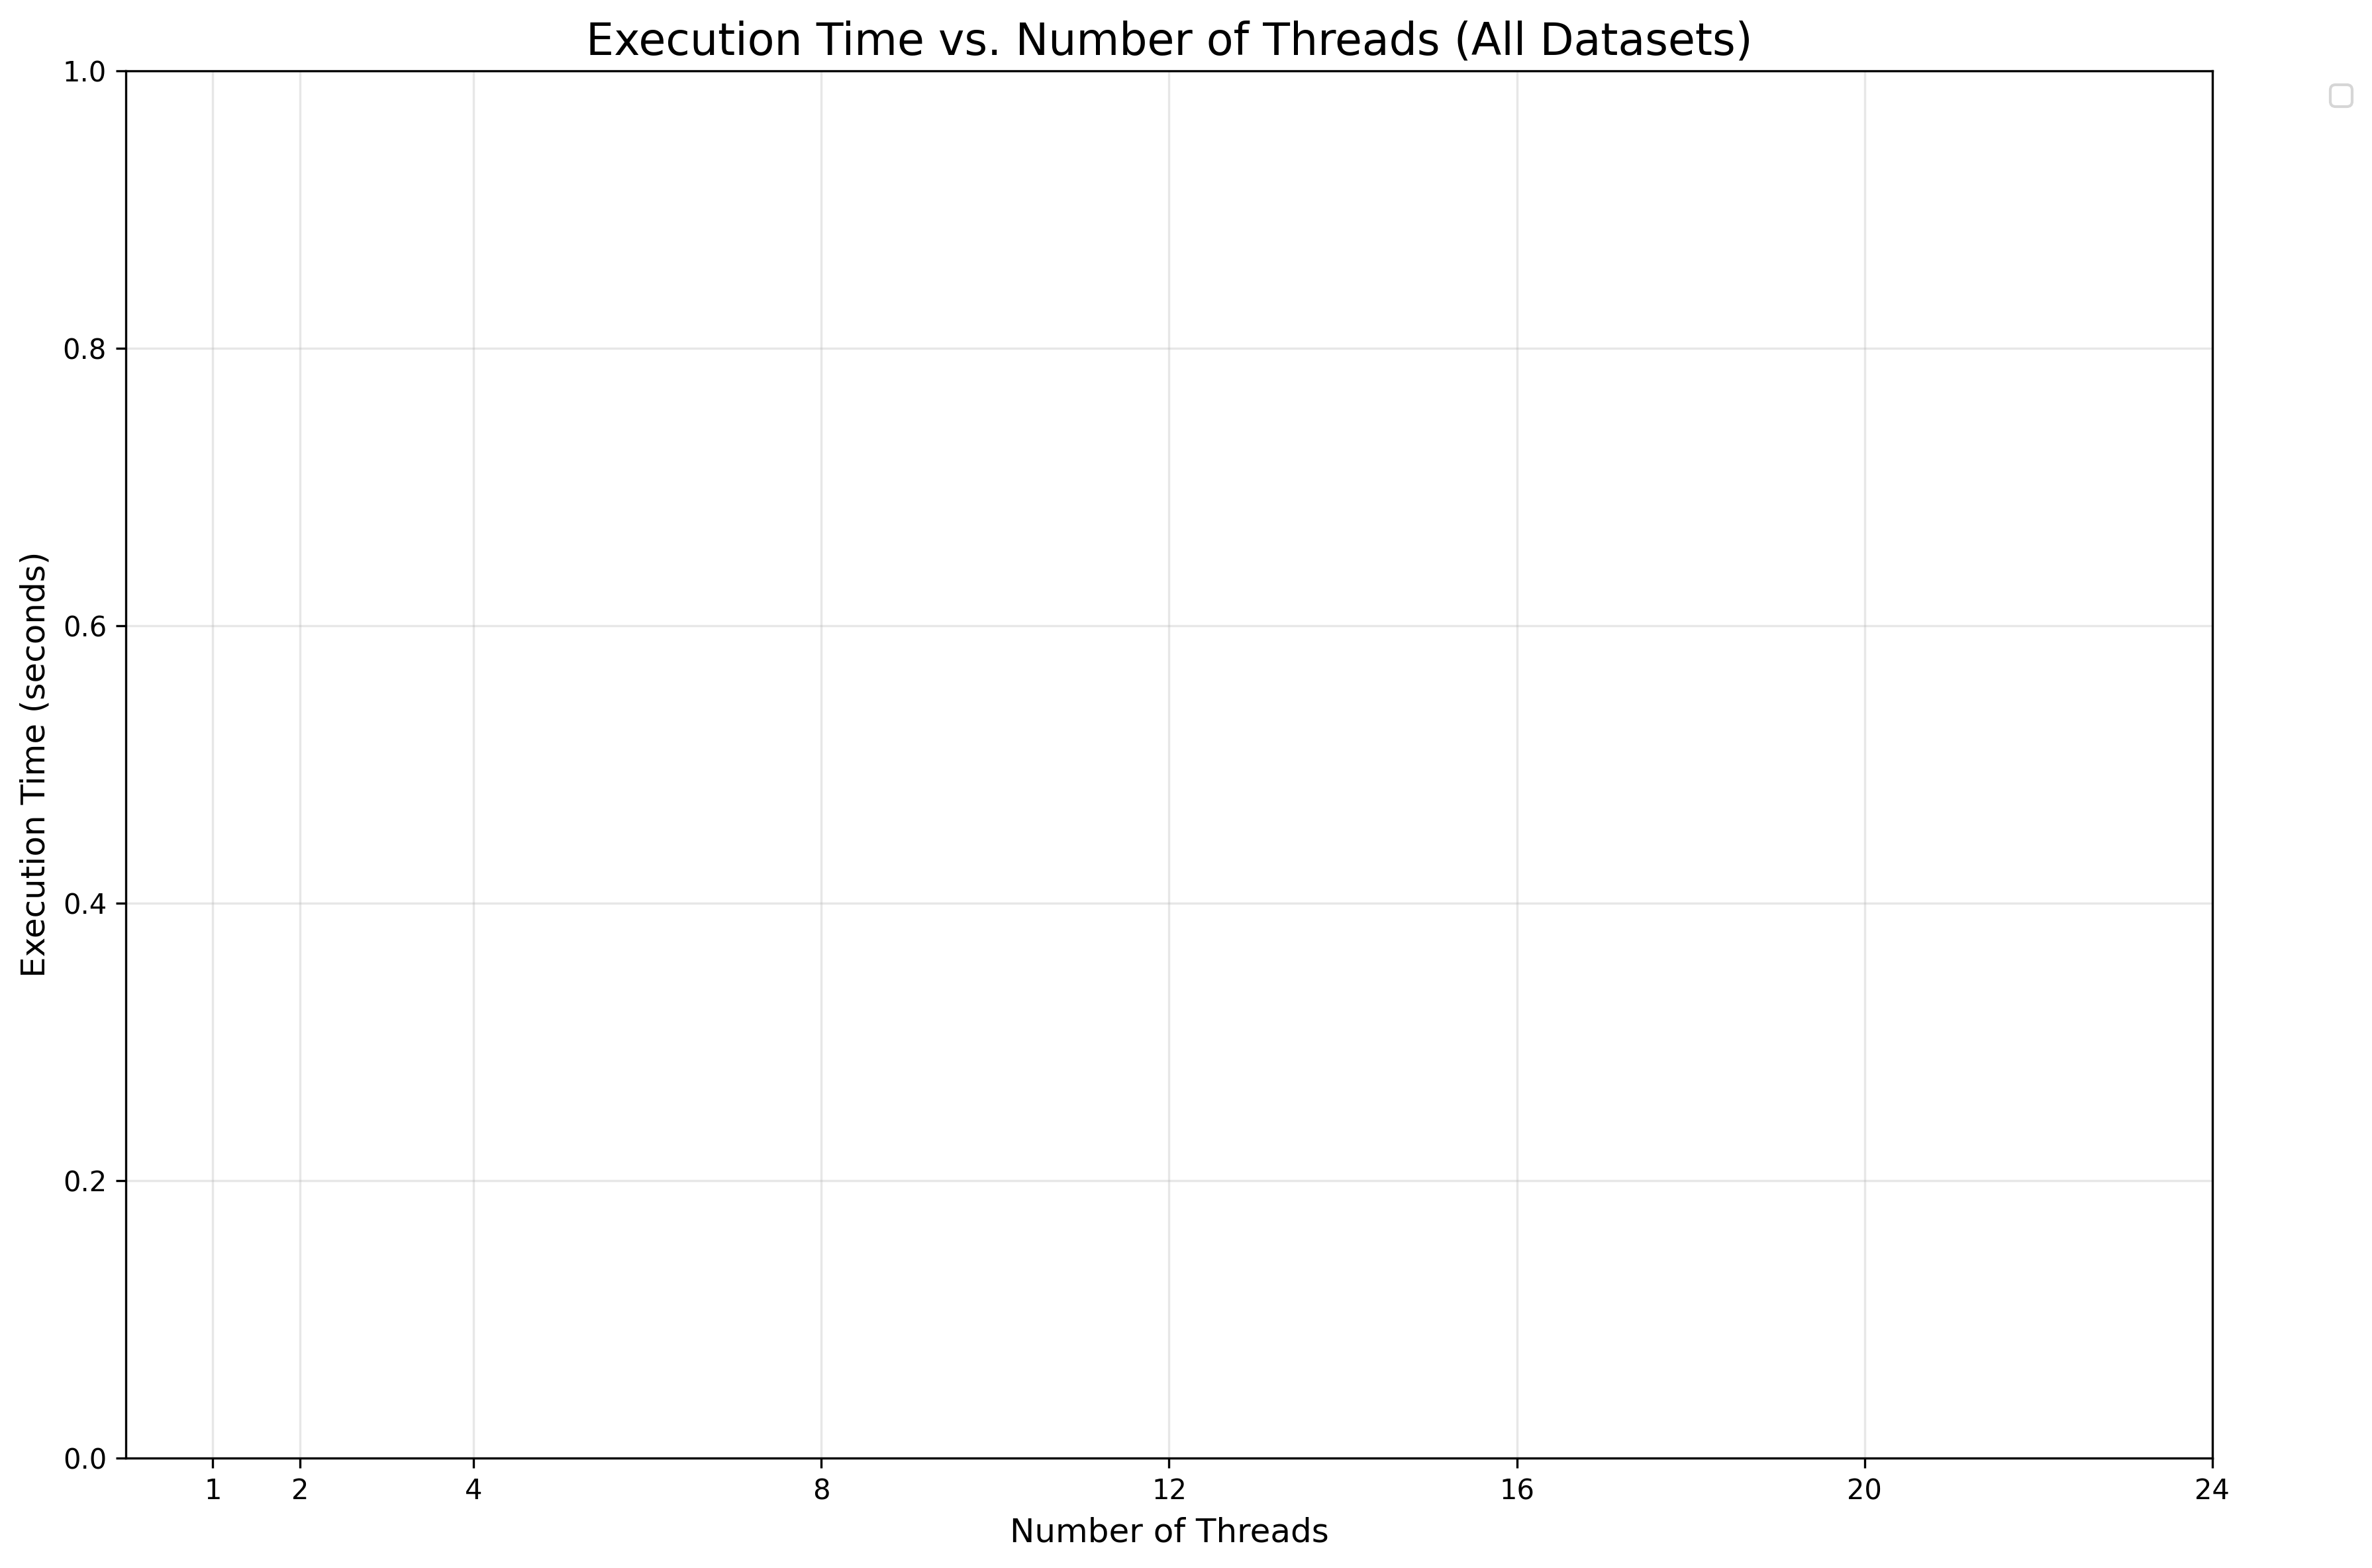 Execution Time vs. Number of Threads (All Datasets)
1.0
0.8
0.6
0.4
0.2
0.0
Execution Time (seconds)
1 2 4 8 12 16 20 24
Number of Threads